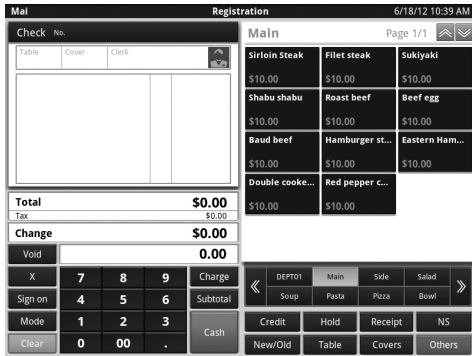 Mai Registration 6/18/12 10:39 AM
Check No.
Table Cover Clerk
Total $0.00
Tax $0.00
Change $0.00
Void 0.00
X 7 8 9 Charge
Sign on 4 5 6 Subtotal
Mode 1 2 3
Cash
Clear 0 00 .
Main Page 1/1
Sirloin Steak Filet steak Sukiyaki
$10.00 $10.00 $10.00
Shabu shabu Roast beef Beef egg
$10.00 $10.00 $10.00
Baud beef Hamburger st... Eastern Ham...
$10.00 $10.00 $10.00
Double cooke... Red pepper c...
$10.00 $10.00
DEPT01 Main Side Salad
Soup Pasta Pizza Bowl
Credit Hold Receipt NS
New/Old Table Covers Others